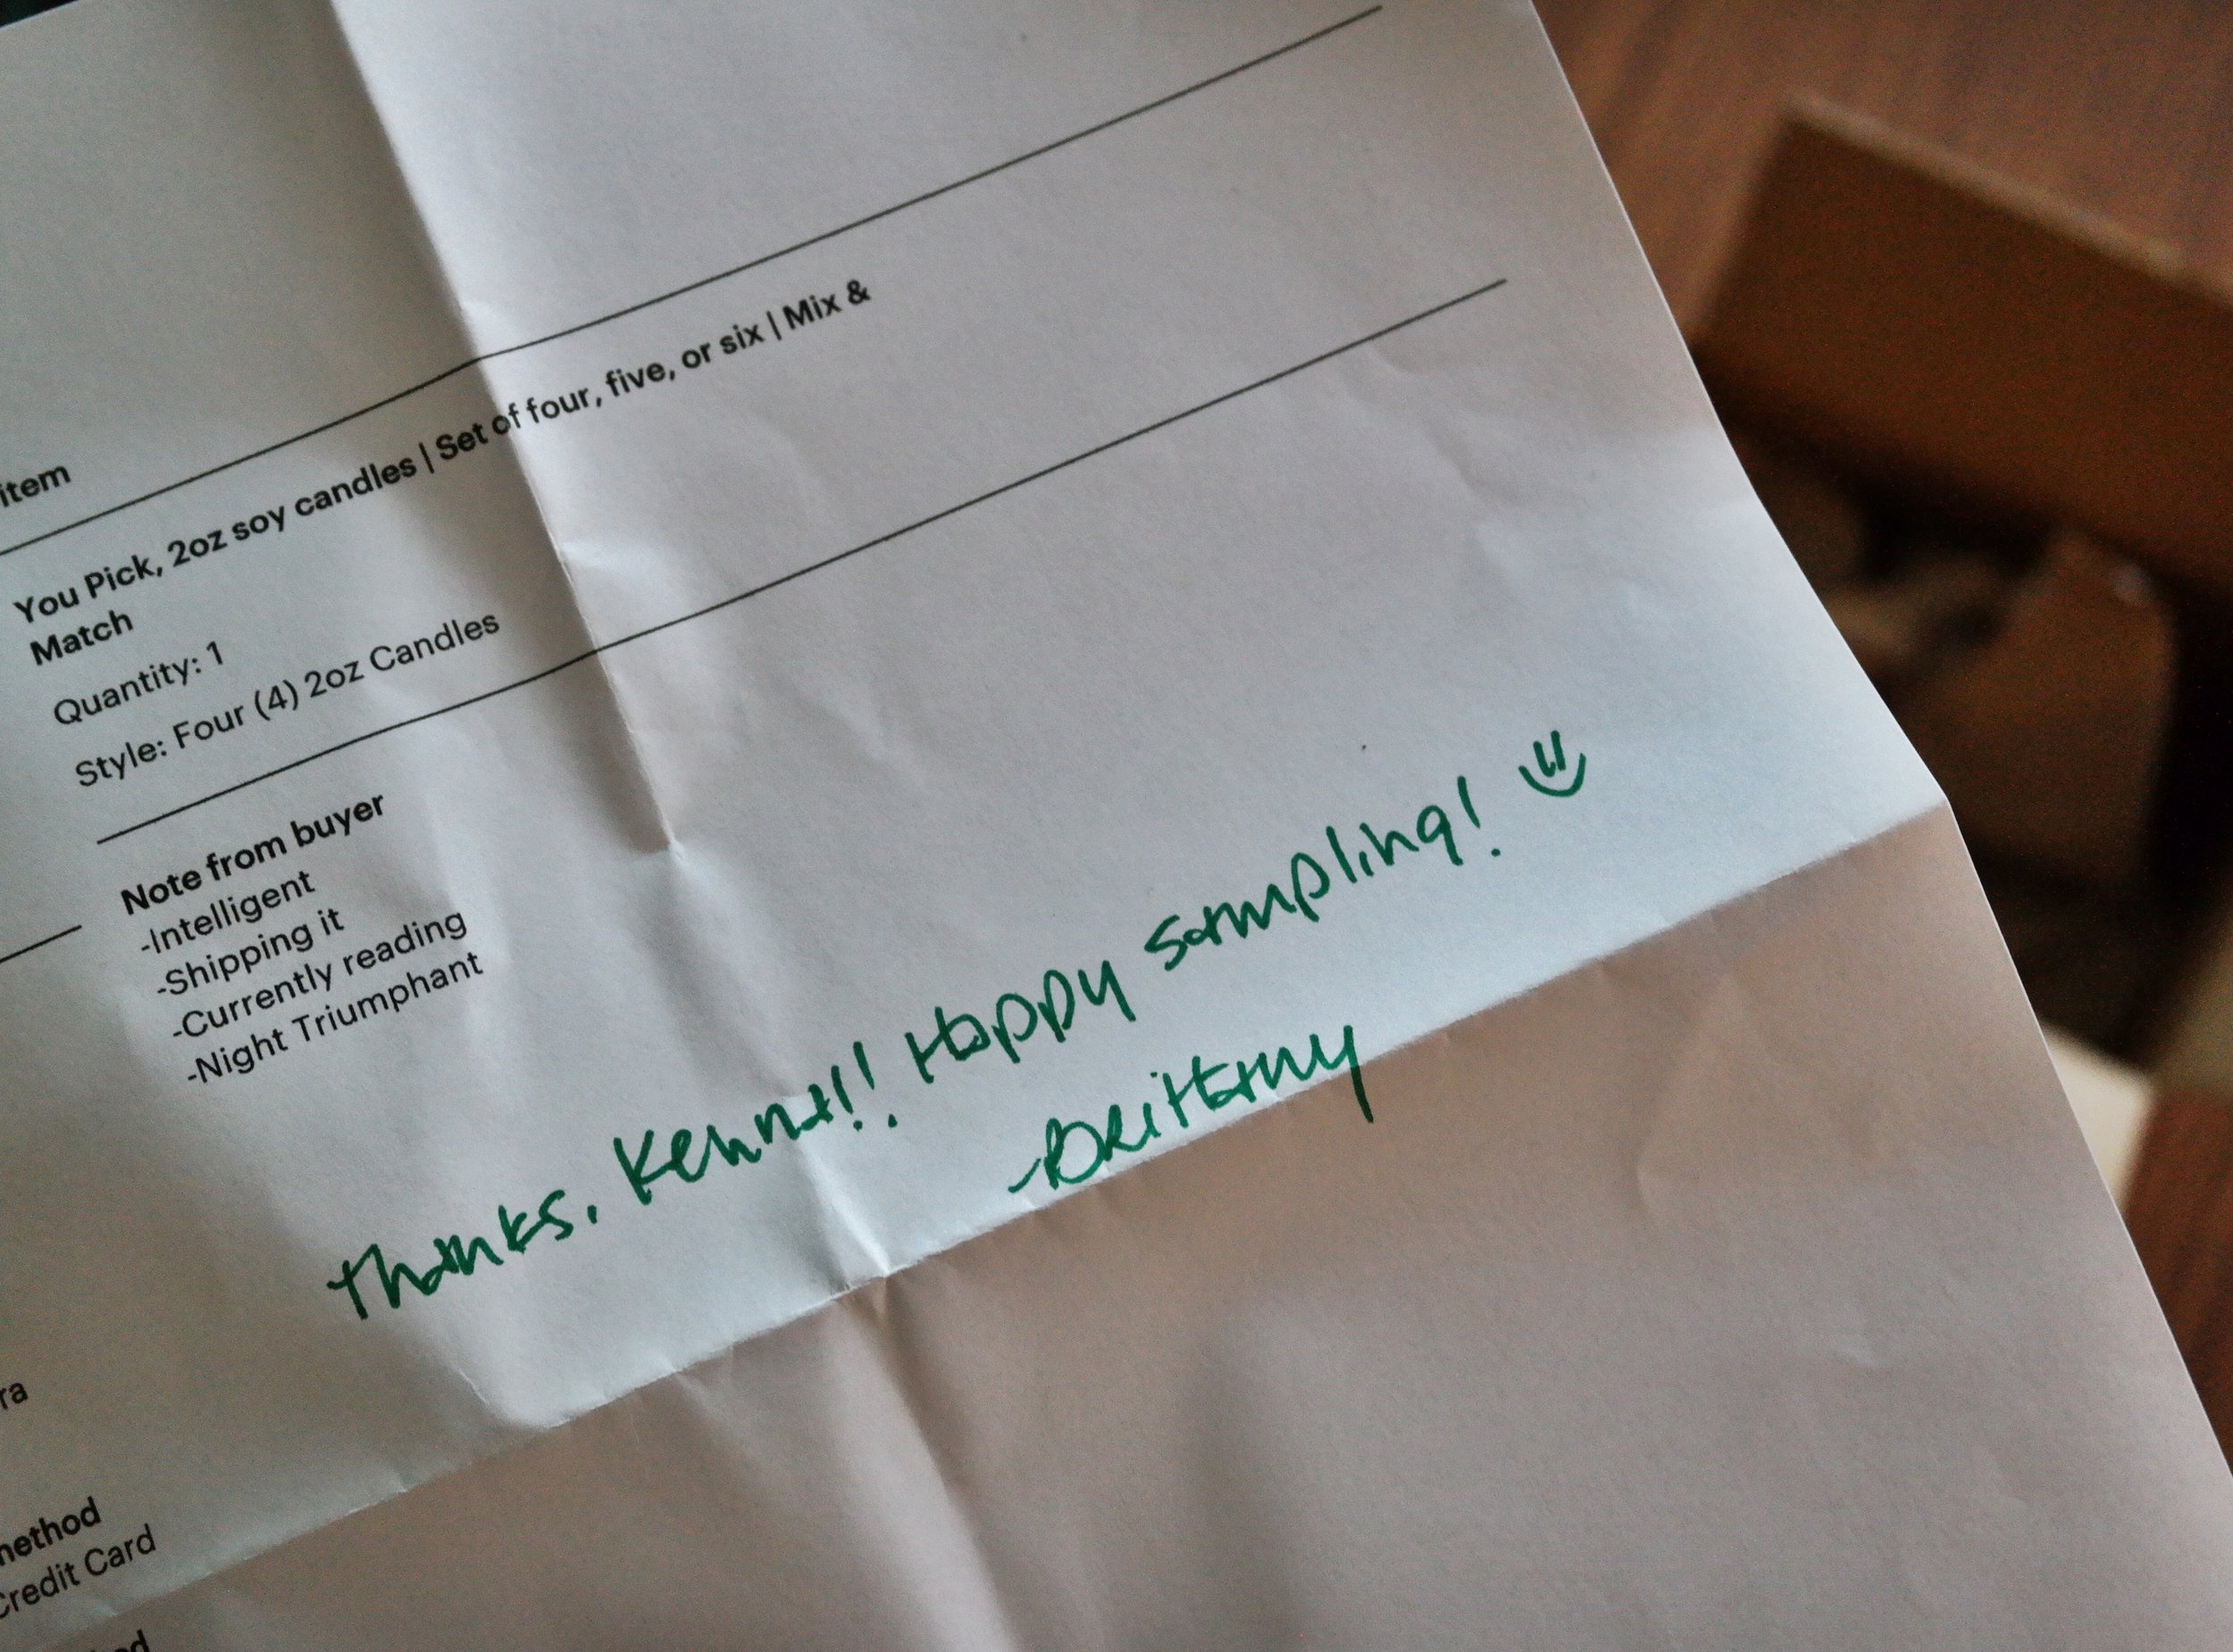 item
You Pick, 2oz soy candles | Set of four, five, or six | Mix &
Match
Quantity: 1
Style: Four (4) 2oz Candles
Note from buyer
-Intelligent
-Shipping it
-Currently reading
-Night Triumphant
Thanks, Kenna!! Happy sampling!
-Brittany
ra
method
Credit Card